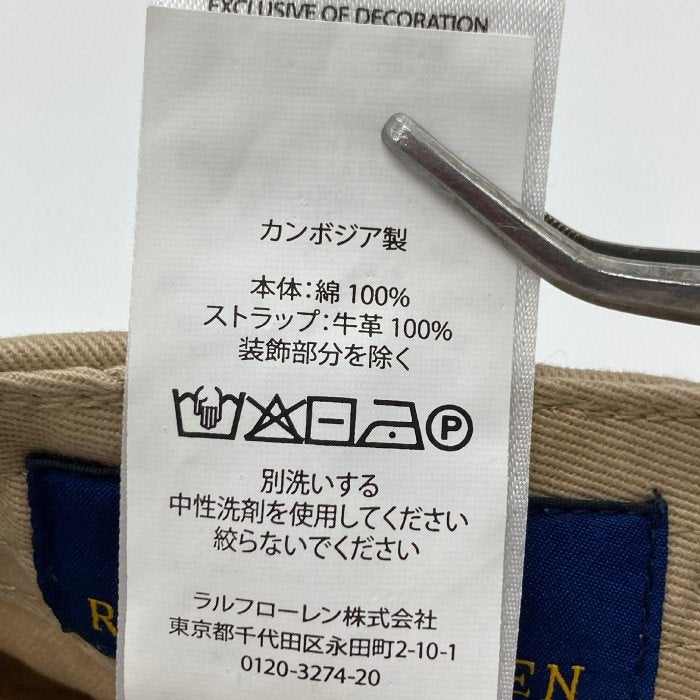 EXCLUSIVE OF DECORATION
カンボジア製
本体:綿 100%
ストラップ:牛革 100%
装飾部分を除く
P
別洗いする
中性洗剤を使用してください
絞らないでください
ラルフローレン株式会社
東京都千代田区永田町2-10-1
0120-3274-20